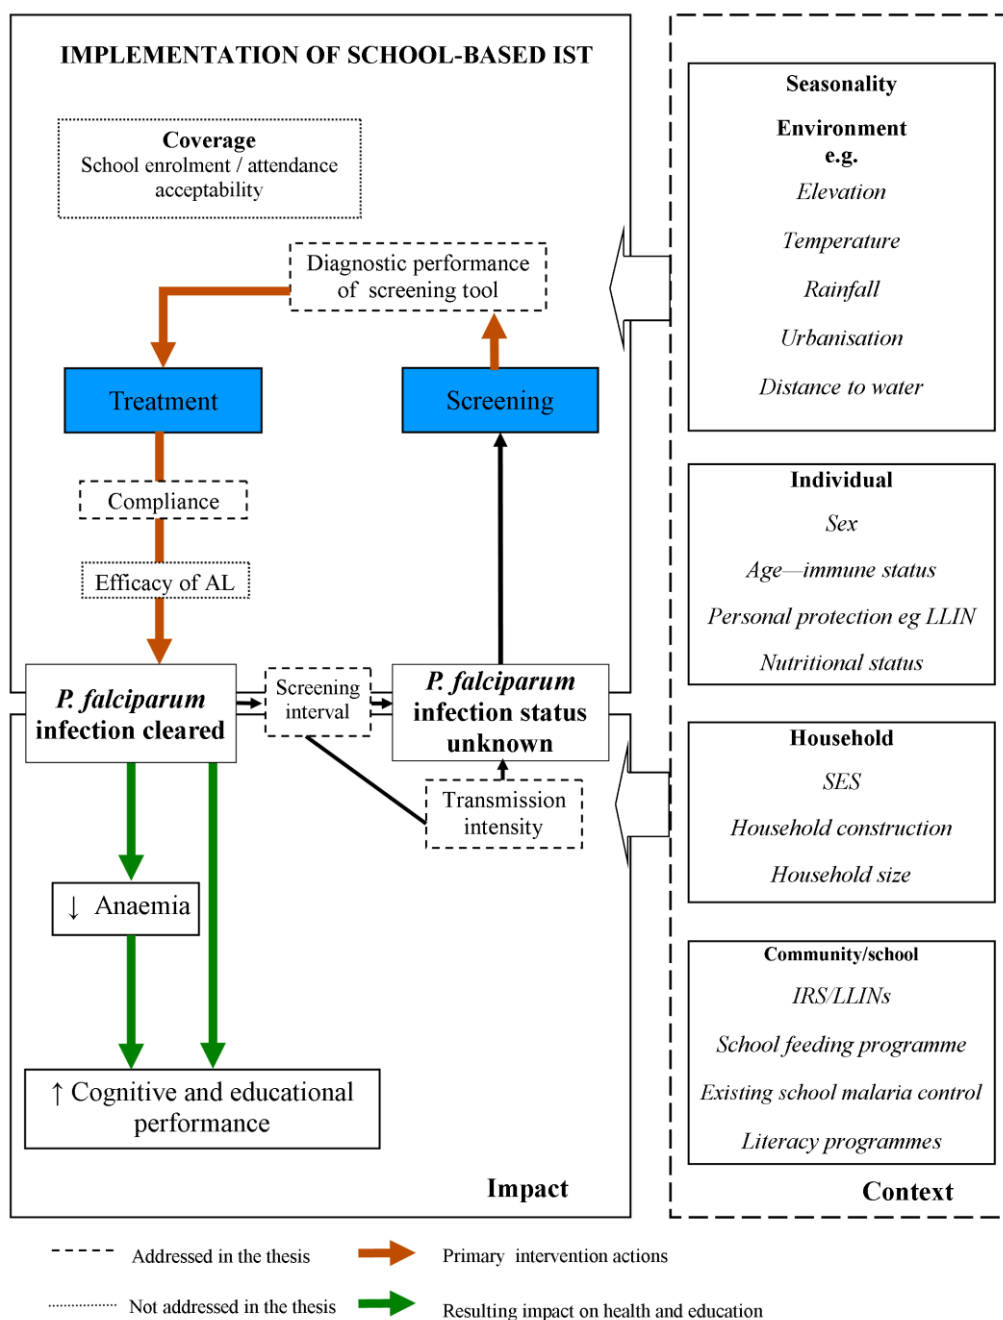 IMPLEMENTATION OF SCHOOL-BASED IST
Coverage
School enrolment / attendance
acceptability
Diagnostic performance
of screening tool
Treatment
Screening
Compliance
Efficacy of AL
P. falciparum
infection cleared
Screening
interval
P. falciparum
infection status
unknown
Transmission
intensity
↓ Anaemia
↑ Cognitive and educational
performance
Impact
Seasonality
Environment
e.g.
Elevation
Temperature
Rainfall
Urbanisation
Distance to water
Individual
Sex
Age—immune status
Personal protection eg LLIN
Nutritional status
Household
SES
Household construction
Household size
Community/school
IRS/LLINs
School feeding programme
Existing school malaria control
Literacy programmes
Context
Addressed in the thesis
Primary intervention actions
Not addressed in the thesis
Resulting impact on health and education